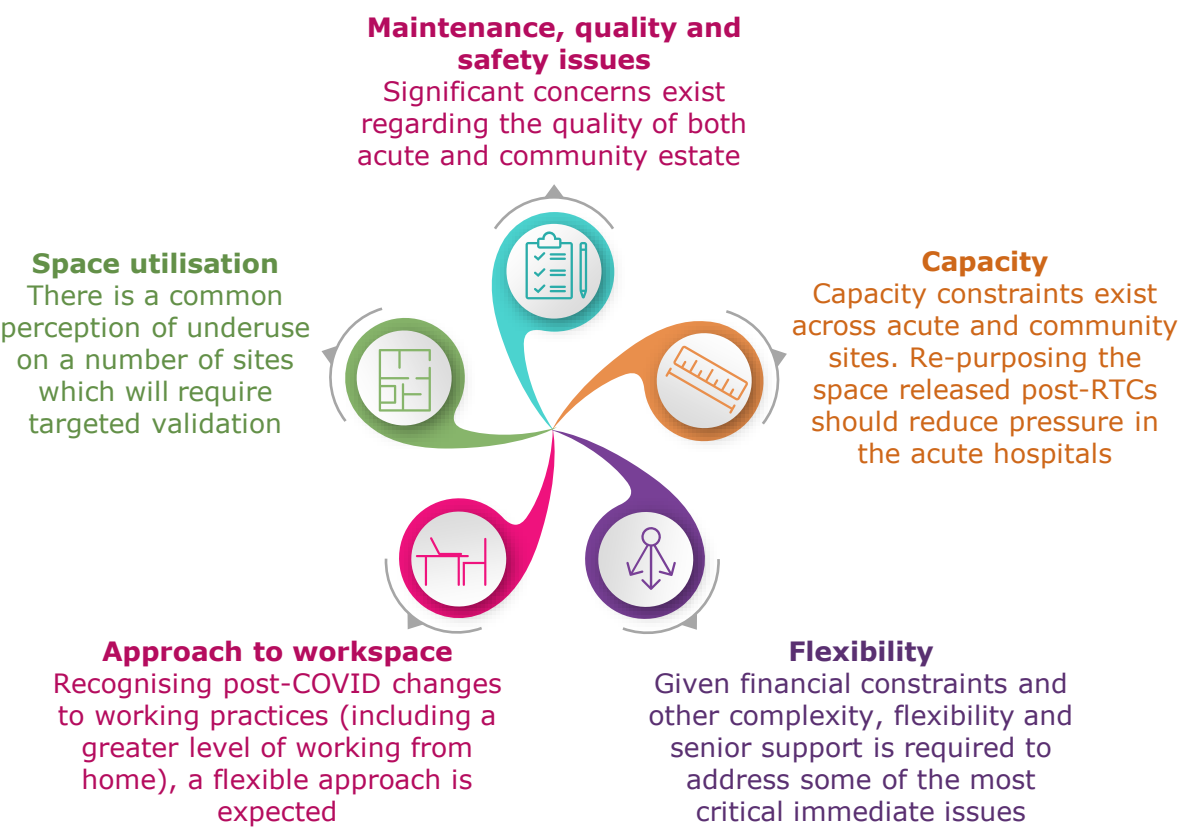 Maintenance, quality and
safety issues
Significant concerns exist
regarding the quality of both
acute and community estate
Space utilisation
There is a common
perception of underuse
on a number of sites
which will require
targeted validation
Capacity
Capacity constraints exist
across acute and community
sites. Re-purposing the
space released post-RTCs
should reduce pressure in
the acute hospitals
Approach to workspace
Recognising post-COVID changes
to working practices (including a
greater level of working from
home), a flexible approach is
expected
Flexibility
Given financial constraints and
other complexity, flexibility and
senior support is required to
address some of the most
critical immediate issues